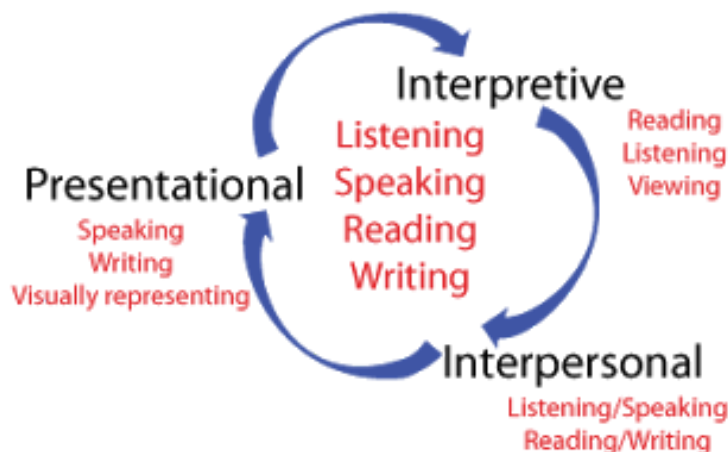 Interpretive
Reading
Listening
Viewing
Listening
Speaking
Reading
Writing
Presentational
Speaking
Writing
Visually representing
Interpersonal
Listening/Speaking
Reading/Writing